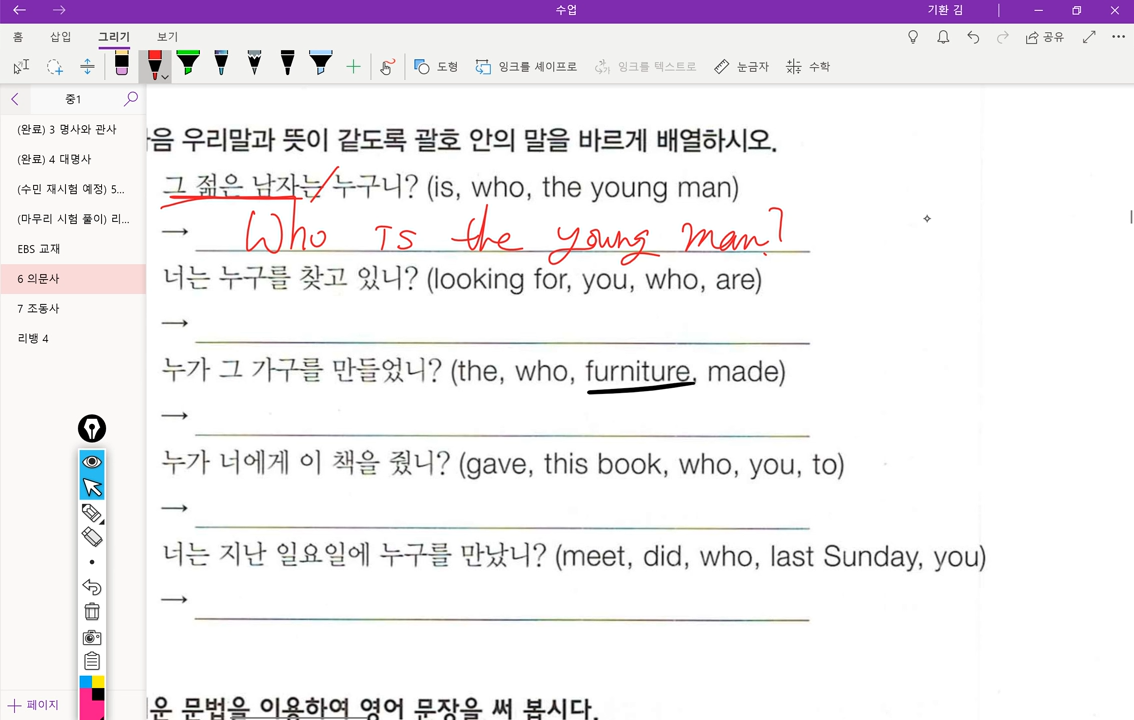 수업
기환 김
홈 삽입 그리기 보기
도형 잉크를 셰이프로 잉크를 텍스트로 눈금자 수학 공유
중1
(완료) 3 명사와 관사
(완료) 4 대명사
(수민 재시험 예정) 5...
(마무리 시험 풀이) 리...
EBS 교재
6 의문사
7 조동사
리뱅 4
페이지
음 우리말과 뜻이 같도록 괄호 안의 말을 바르게 배열하시오.
그 젊은 남자는 누구니? (is, who, the young man)
→ Who is the young man?
너는 누구를 찾고 있니? (looking for, you, who, are)
→
누가 그 가구를 만들었니? (the, who, furniture, made)
→
누가 너에게 이 책을 줬니? (gave, this book, who, you, to)
→
너는 지난 일요일에 누구를 만났니? (meet, did, who, last Sunday, you)
→
운 문법을 이용하여 영어 문장을 써 봅시다.